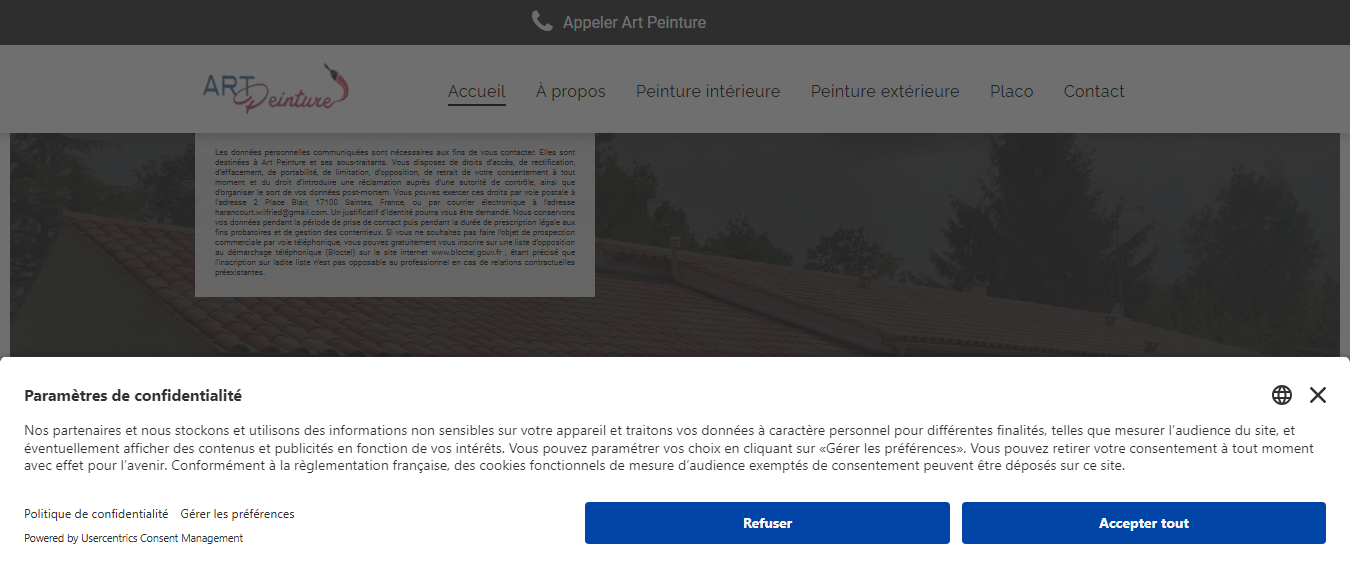 Appeler Art Peinture
ART Peinture
Accueil À propos Peinture intérieure Peinture extérieure Placo Contact
Les données personnelles communiquées sont nécessaires aux fins de vous contacter. Elles sont
destinées à Art Peinture et ses sous-traitants. Vous disposez de droits d'accès, de rectification,
d'effacement, de portabilité, de limitation, d'opposition, de retrait de votre consentement à tout
moment et du droit d'introduire une réclamation auprès d'une autorité de contrôle, ainsi que
d'organiser le sort de vos données post-mortem. Vous pouvez exercer ces droits par voie postale à
l'adresse 2 Place Blair, 17100 Saintes, France, ou par courrier électronique à l'adresse
harancourt.wilfried@gmail.com. Un justificatif d'identité pourra vous être demandé. Nous conservons
vos données pendant la période de prise de contact puis pendant la durée de prescription légale aux
fins probatoires et de gestion des contentieux. Si vous ne souhaitez pas faire l'objet de prospection
commerciale par voie téléphonique, vous pouvez gratuitement vous inscrire sur une liste d'opposition
au démarchage téléphonique (Bloctel) sur le site internet www.bloctel.gouv.fr , étant précisé que
l'inscription sur ladite liste n'est pas opposable au professionnel en cas de relations contractuelles
préexistantes.
Paramètres de confidentialité
Nos partenaires et nous stockons et utilisons des informations non sensibles sur votre appareil et traitons vos données à caractère personnel pour différentes finalités, telles que mesurer l'audience du site, et
éventuellement afficher des contenus et publicités en fonction de vos intérêts. Vous pouvez paramétrer vos choix en cliquant sur «Gérer les préférences». Vous pouvez retirer votre consentement à tout moment
avec effet pour l'avenir. Conformément à la règlementation française, des cookies fonctionnels de mesure d'audience exemptés de consentement peuvent être déposés sur ce site.
Politique de confidentialité Gérer les préférences
Powered by Usercentrics Consent Management
Refuser
Accepter tout